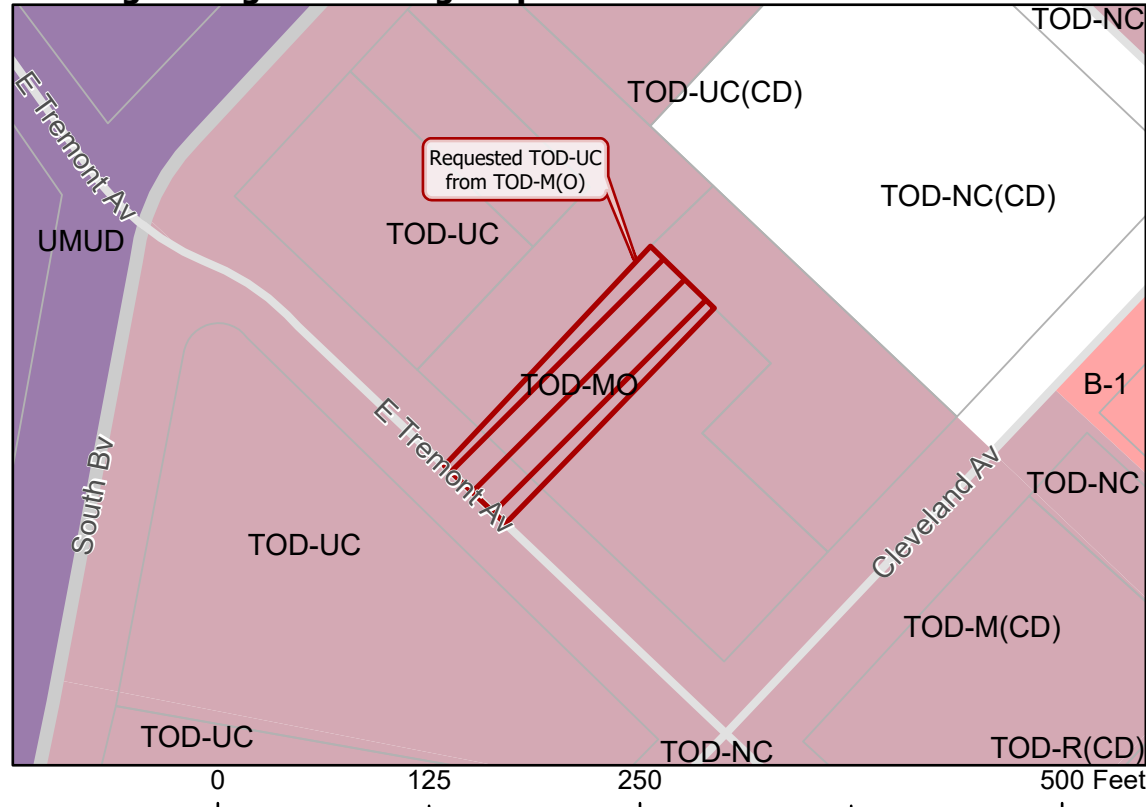 TOD-NC
TOD-UC(CD)
E Tremont Av
Requested TOD-UC
from TOD-M(O)
TOD-NC(CD)
TOD-UC
UMUD
TOD-MO
B-1
E Tremont Av
South Bv
TOD-NC
Cleveland Av
TOD-UC
TOD-M(CD)
TOD-UC
TOD-NC
TOD-R(CD)
0 125 250 500 Feet